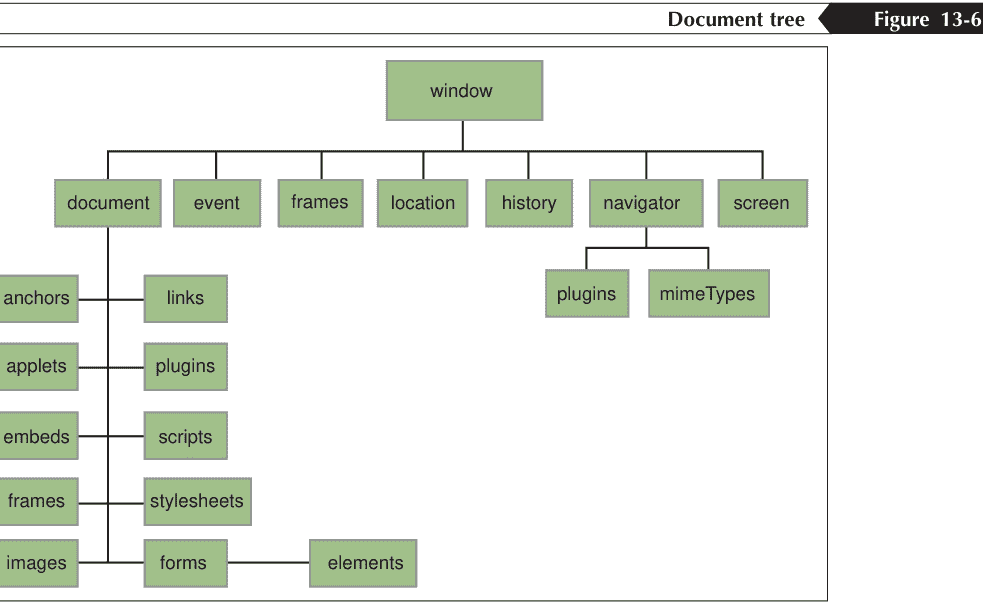 Document tree Figure 13-6
window
document event frames location history navigator screen
plugins mimeTypes
anchors links
applets plugins
embeds scripts
frames stylesheets
images forms elements